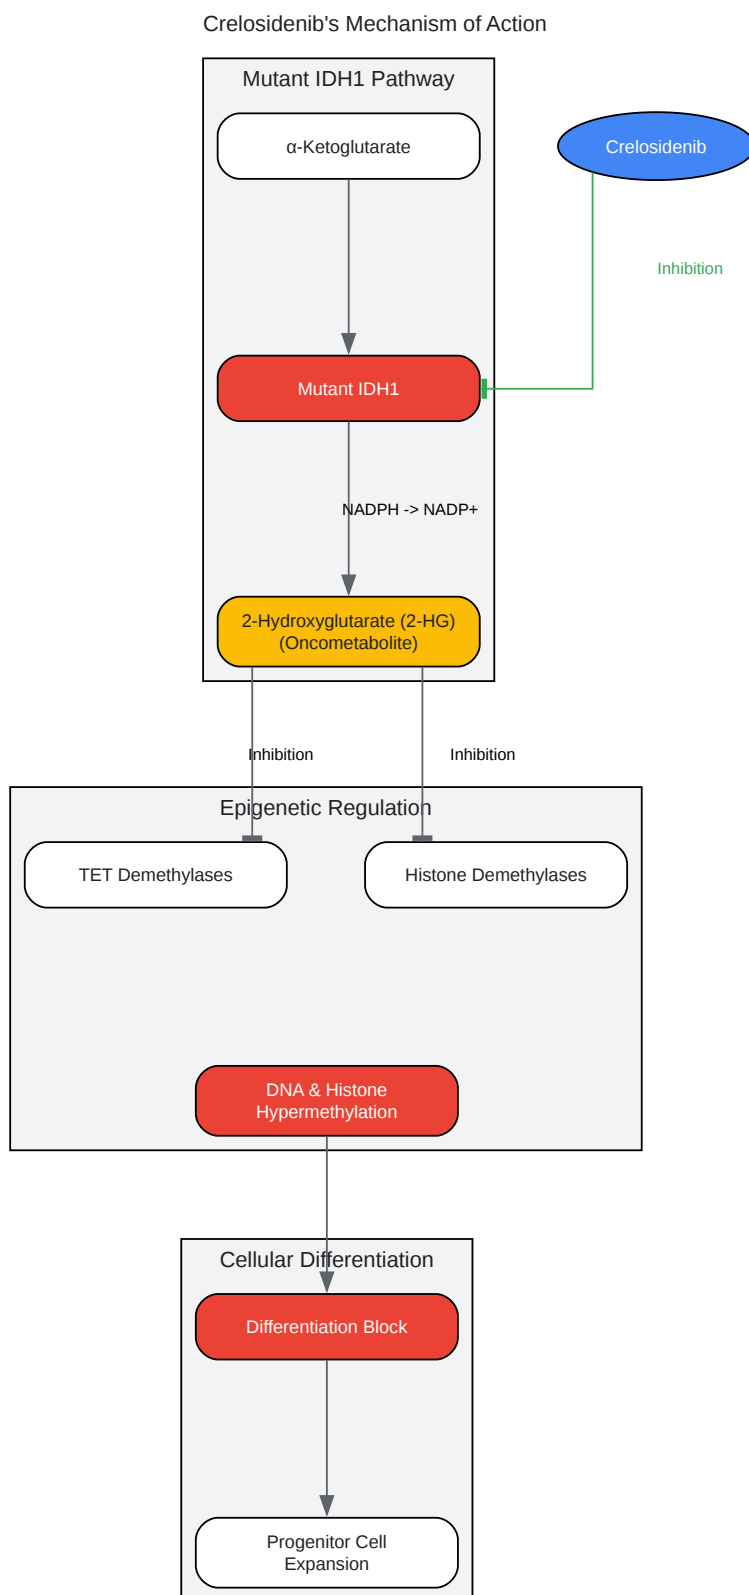 Crelosidenib's Mechanism of Action
Mutant IDH1 Pathway
α-Ketoglutarate
Crelosidenib
Inhibition
Mutant IDH1
NADPH -> NADP+
2-Hydroxyglutarate (2-HG)
(Oncometabolite)
Inhibition
Inhibition
Epigenetic Regulation
TET Demethylases
Histone Demethylases
DNA & Histone
Hypermethylation
Cellular Differentiation
Differentiation Block
Progenitor Cell
Expansion